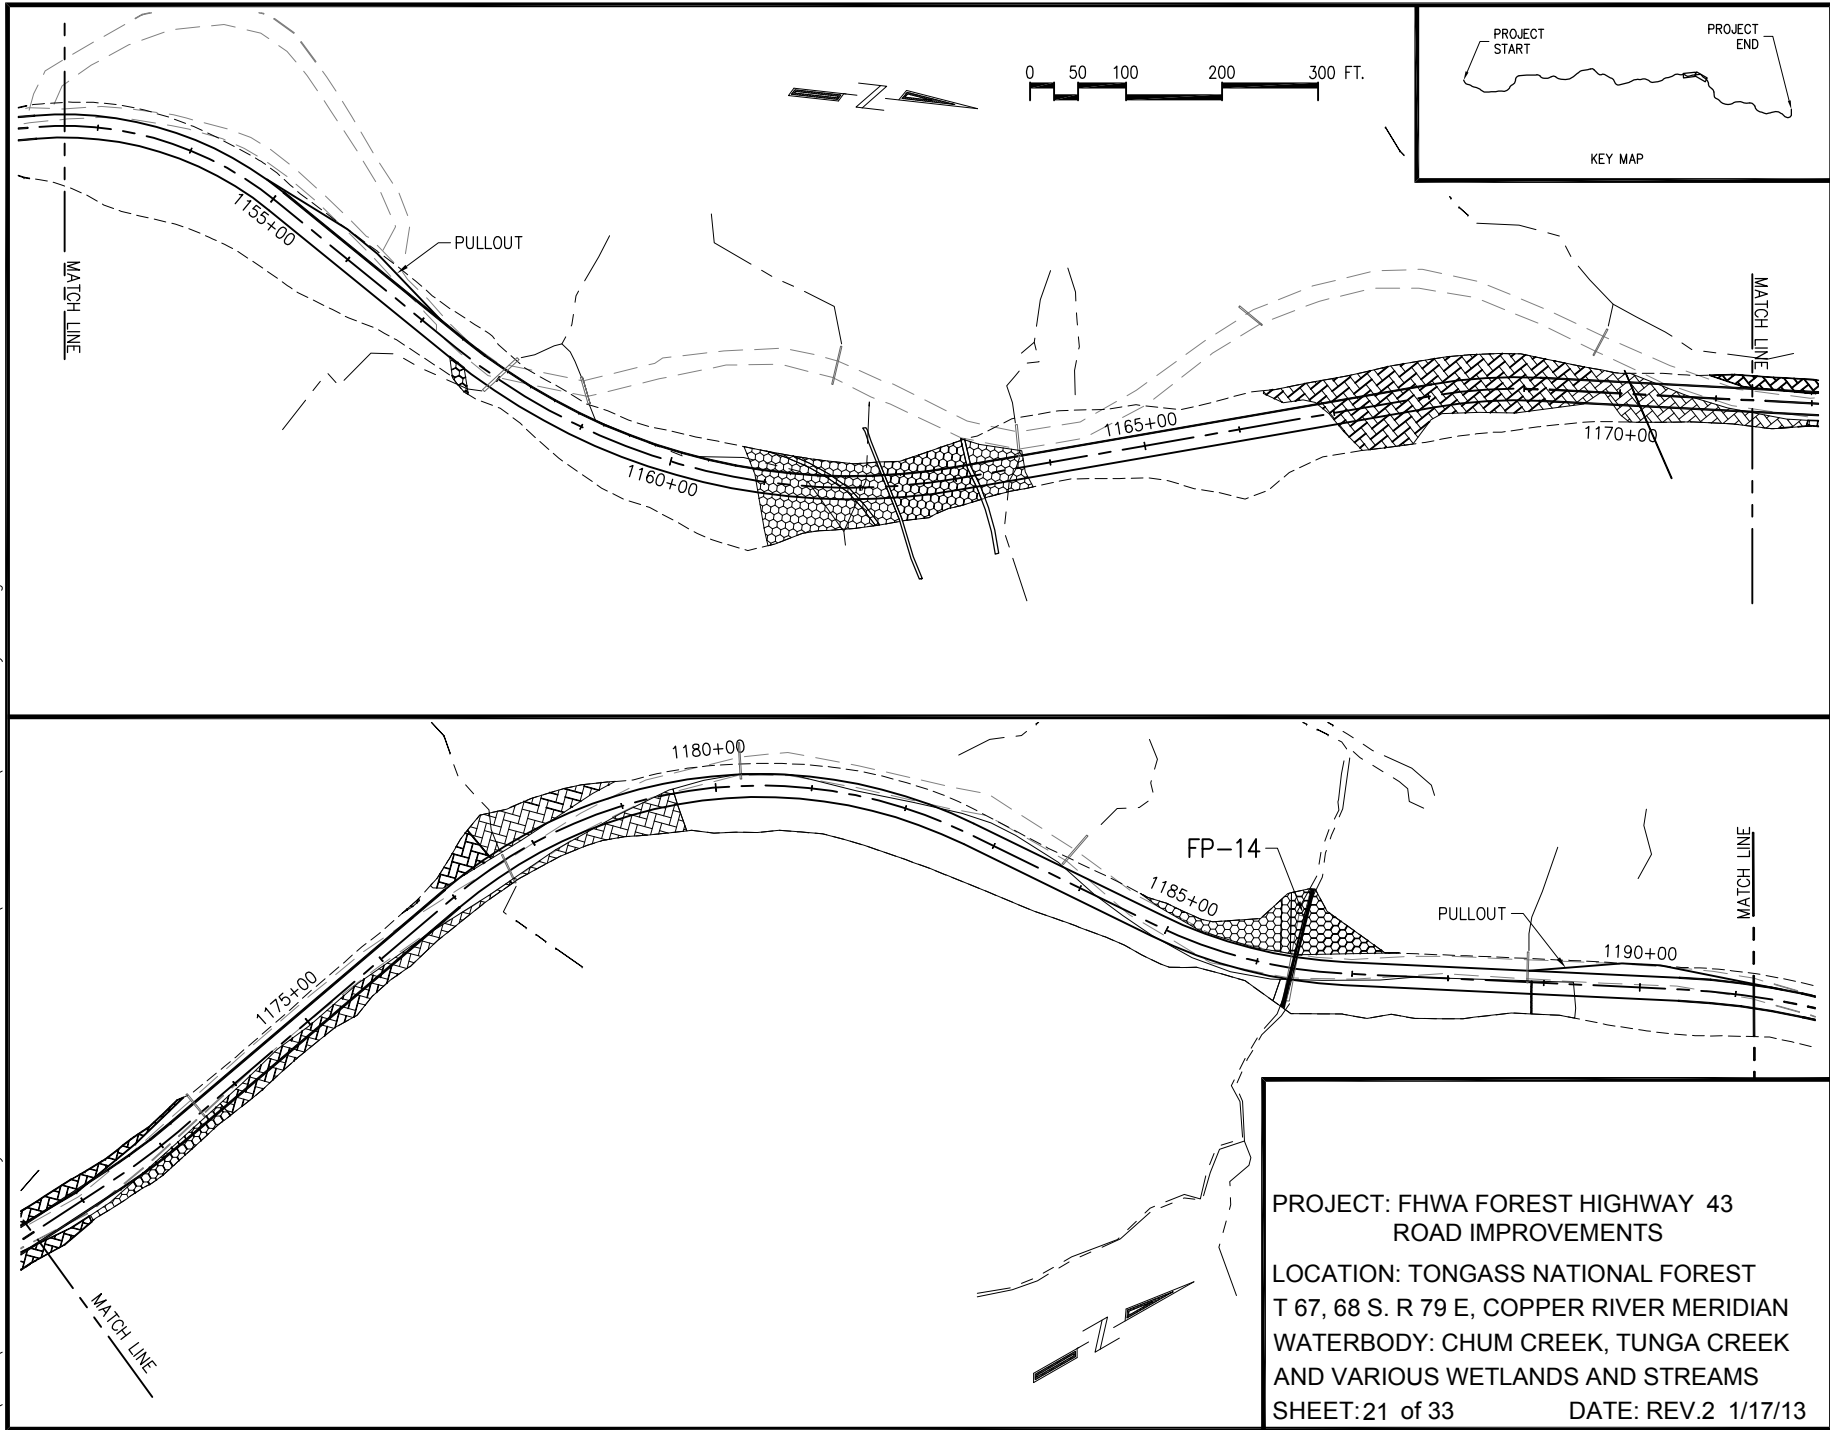 0 50 100 200 300 FT.
PROJECT
START
PROJECT
END
KEY MAP
N
MATCH LINE
1155+00
PULLOUT
1160+00
1165+00
1170+00
MATCH LINE
1180+00
FP-14
1185+00
PULLOUT
1190+00
MATCH LINE
1175+00
MATCH LINE
N
PROJECT: FHWA FOREST HIGHWAY 43
ROAD IMPROVEMENTS
LOCATION: TONGASS NATIONAL FOREST
T 67, 68 S. R 79 E, COPPER RIVER MERIDIAN
WATERBODY: CHUM CREEK, TUNGA CREEK
AND VARIOUS WETLANDS AND STREAMS
SHEET: 21 of 33 DATE: REV.2 1/17/13